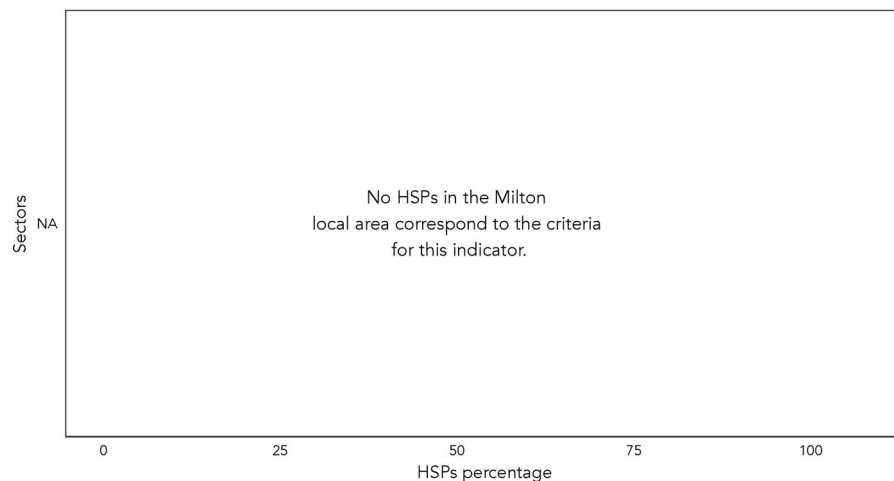 No HSPs in the Milton
local area correspond to the criteria
for this indicator.
Sectors
NA
0 25 50 75 100
HSPs percentage